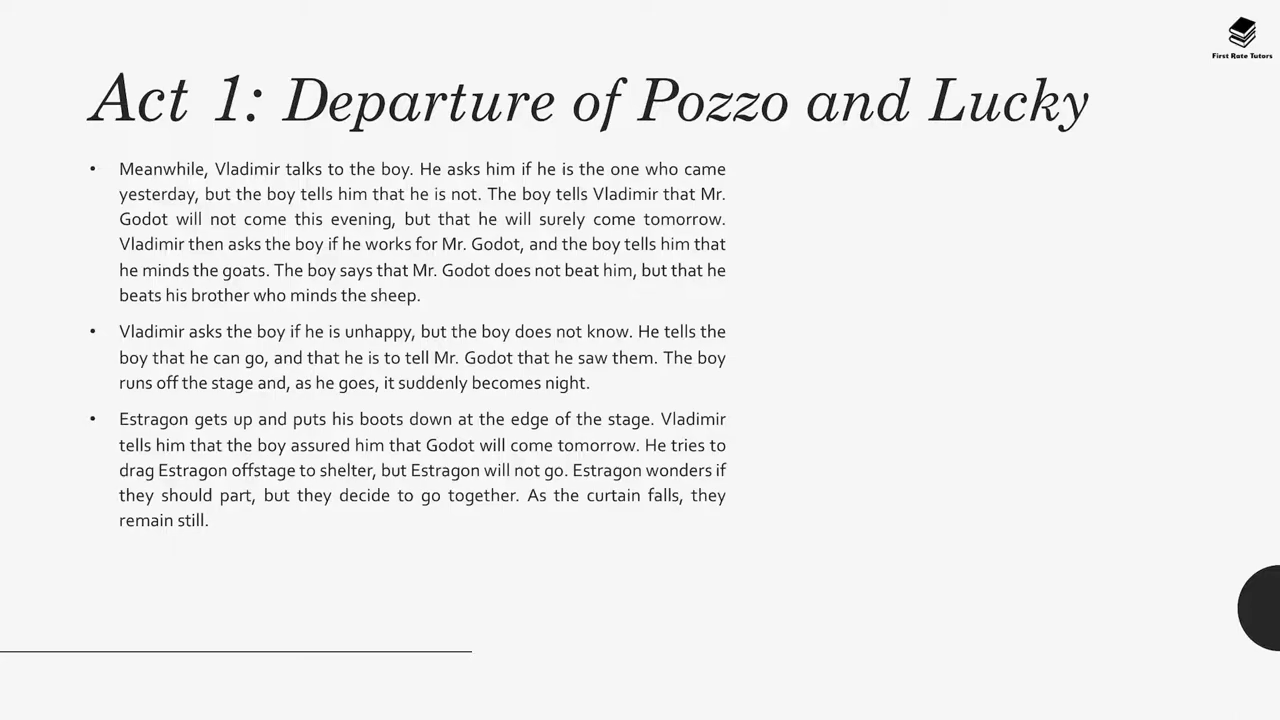 First Rate Tutors
Act 1: Departure of Pozzo and Lucky
• Meanwhile, Vladimir talks to the boy. He asks him if he is the one who came
yesterday, but the boy tells him that he is not. The boy tells Vladimir that Mr.
Godot will not come this evening, but that he will surely come tomorrow.
Vladimir then asks the boy if he works for Mr. Godot, and the boy tells him that
he minds the goats. The boy says that Mr. Godot does not beat him, but that he
beats his brother who minds the sheep.
• Vladimir asks the boy if he is unhappy, but the boy does not know. He tells the
boy that he can go, and that he is to tell Mr. Godot that he saw them. The boy
runs off the stage and, as he goes, it suddenly becomes night.
• Estragon gets up and puts his boots down at the edge of the stage. Vladimir
tells him that the boy assured him that Godot will come tomorrow. He tries to
drag Estragon offstage to shelter, but Estragon will not go. Estragon wonders if
they should part, but they decide to go together. As the curtain falls, they
remain still.